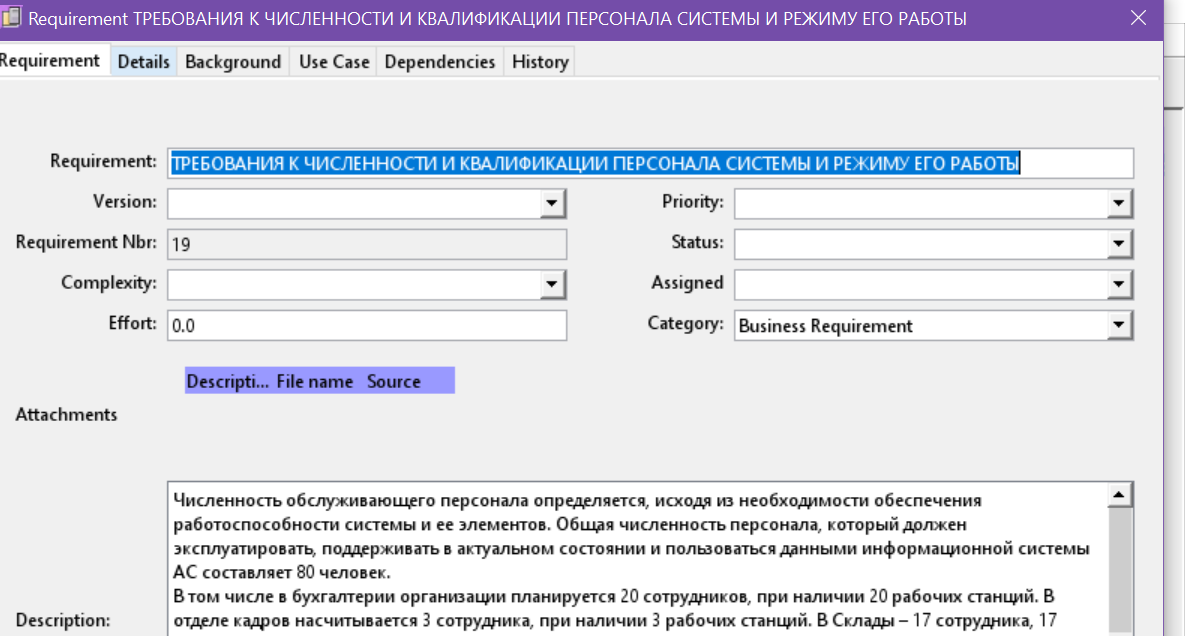 Requirement ТРЕБОВАНИЯ К ЧИСЛЕННОСТИ И КВАЛИФИКАЦИИ ПЕРСОНАЛА СИСТЕМЫ И РЕЖИМУ ЕГО РАБОТЫ
Requirement Details Background Use Case Dependencies History
Requirement: ТРЕБОВАНИЯ К ЧИСЛЕННОСТИ И КВАЛИФИКАЦИИ ПЕРСОНАЛА СИСТЕМЫ И РЕЖИМУ ЕГО РАБОТЫ
Version: Priority:
Requirement Nbr: 19 Status:
Complexity: Assigned
Effort: 0.0 Category: Business Requirement
Descripti... File name Source
Attachments
Численность обслуживающего персонала определяется, исходя из необходимости обеспечения
работоспособности системы и ее элементов. Общая численность персонала, который должен
эксплуатировать, поддерживать в актуальном состоянии и пользоваться данными информационной системы
АС составляет 80 человек.
В том числе в бухгалтерии организации планируется 20 сотрудников, при наличии 20 рабочих станций. В
Description: отделе кадров насчитывается 3 сотрудника, при наличии 3 рабочих станций. В Склады – 17 сотрудника, 17